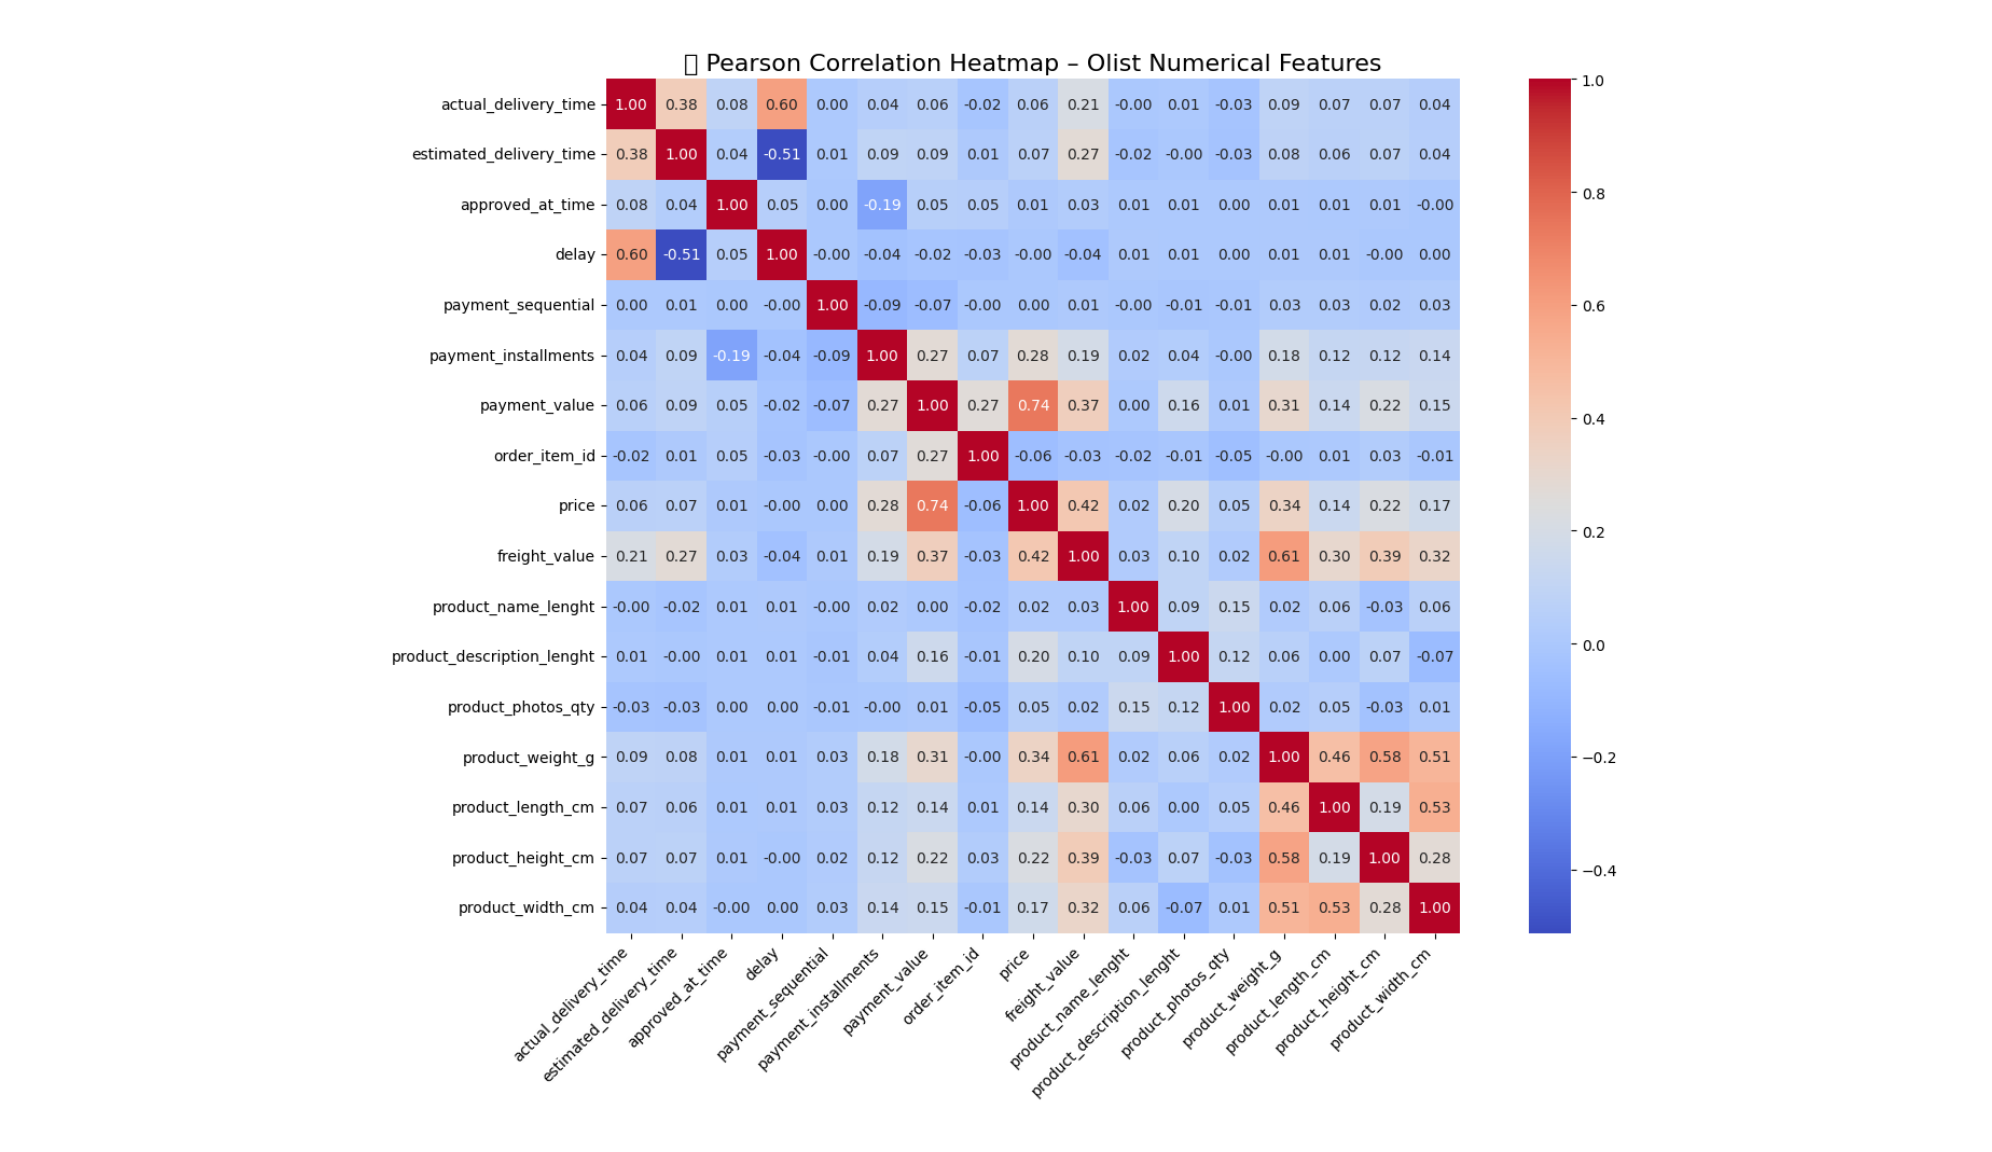 ▯ Pearson Correlation Heatmap – Olist Numerical Features
actual_delivery_time 1.00 0.38 0.08 0.60 0.00 0.04 0.06 -0.02 0.06 0.21 -0.00 0.01 -0.03 0.09 0.07 0.07 0.04
estimated_delivery_time 0.38 1.00 0.04 -0.51 0.01 0.09 0.09 0.01 0.07 0.27 -0.02 -0.00 -0.03 0.08 0.06 0.07 0.04
approved_at_time 0.08 0.04 1.00 0.05 0.00 -0.19 0.05 0.05 0.01 0.03 0.01 0.01 0.00 0.01 0.01 0.01 -0.00
delay 0.60 -0.51 0.05 1.00 -0.00 -0.04 -0.02 -0.03 -0.00 -0.04 0.01 0.01 0.00 0.01 0.01 -0.00 0.00
payment_sequential 0.00 0.01 0.00 -0.00 1.00 -0.09 -0.07 -0.00 0.00 0.01 -0.00 -0.01 -0.01 0.03 0.03 0.02 0.03
payment_installments 0.04 0.09 -0.19 -0.04 -0.09 1.00 0.27 0.07 0.28 0.19 0.02 0.04 -0.00 0.18 0.12 0.12 0.14
payment_value 0.06 0.09 0.05 -0.02 -0.07 0.27 1.00 0.27 0.74 0.37 0.00 0.16 0.01 0.31 0.14 0.22 0.15
order_item_id -0.02 0.01 0.05 -0.03 -0.00 0.07 0.27 1.00 -0.06 -0.03 -0.02 -0.01 -0.05 -0.00 0.01 0.03 -0.01
price 0.06 0.07 0.01 -0.00 0.00 0.28 0.74 -0.06 1.00 0.42 0.02 0.20 0.05 0.34 0.14 0.22 0.17
freight_value 0.21 0.27 0.03 -0.04 0.01 0.19 0.37 -0.03 0.42 1.00 0.03 0.10 0.02 0.61 0.30 0.39 0.32
product_name_lenght -0.00 -0.02 0.01 0.01 -0.00 0.02 0.00 -0.02 0.02 0.03 1.00 0.09 0.15 0.02 0.06 -0.03 0.06
product_description_lenght 0.01 -0.00 0.01 0.01 -0.01 0.04 0.16 -0.01 0.20 0.10 0.09 1.00 0.12 0.06 0.00 0.07 -0.07
product_photos_qty -0.03 -0.03 0.00 0.00 -0.01 -0.00 0.01 -0.05 0.05 0.02 0.15 0.12 1.00 0.02 0.05 -0.03 0.01
product_weight_g 0.09 0.08 0.01 0.01 0.03 0.18 0.31 -0.00 0.34 0.61 0.02 0.06 0.02 1.00 0.46 0.58 0.51
product_length_cm 0.07 0.06 0.01 0.01 0.03 0.12 0.14 0.01 0.14 0.30 0.06 0.00 0.05 0.46 1.00 0.19 0.53
product_height_cm 0.07 0.07 0.01 -0.00 0.02 0.12 0.22 0.03 0.22 0.39 -0.03 0.07 -0.03 0.58 0.19 1.00 0.28
product_width_cm 0.04 0.04 -0.00 0.00 0.03 0.14 0.15 -0.01 0.17 0.32 0.06 -0.07 0.01 0.51 0.53 0.28 1.00
actual_delivery_time
estimated_delivery_time
approved_at_time
delay
payment_sequential
payment_installments
payment_value
order_item_id
price
freight_value
product_name_lenght
product_description_lenght
product_photos_qty
product_weight_g
product_length_cm
product_height_cm
product_width_cm
1.0
0.8
0.6
0.4
0.2
0.0
−0.2
−0.4